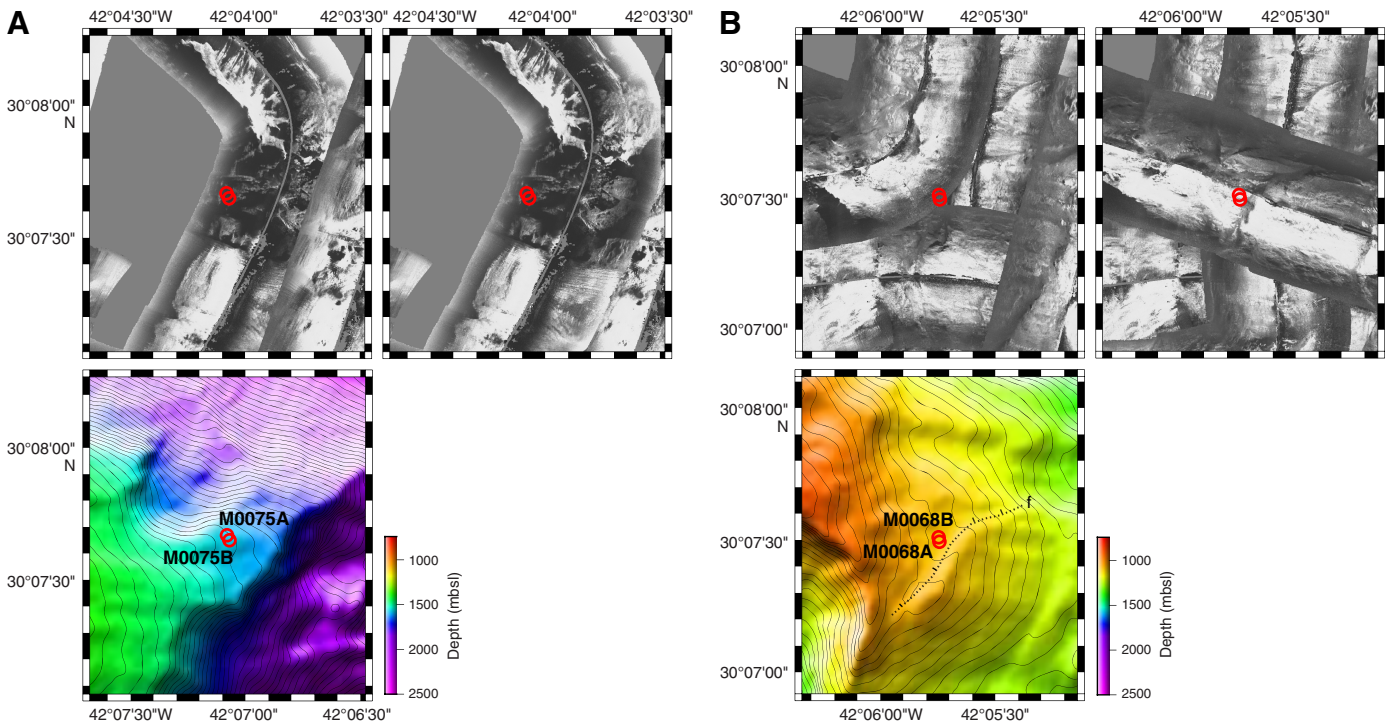 A
42°04'30"W 42°04'00" 42°03'30"
42°04'30"W 42°04'00" 42°03'30"
30°08'00"
N
30°07'30"
30°08'00"
N
30°07'30"
M0075A
M0075B
42°07'30"W 42°07'00" 42°06'30"
1000
1500
2000
2500
Depth (mbsl)
B
42°06'00"W 42°05'30"
42°06'00"W 42°05'30"
30°08'00"
N
30°07'30"
30°07'00"
30°08'00"
N
30°07'30"
30°07'00"
f
M0068B
M0068A
42°06'00"W 42°05'30"
1000
1500
2000
2500
Depth (mbsl)